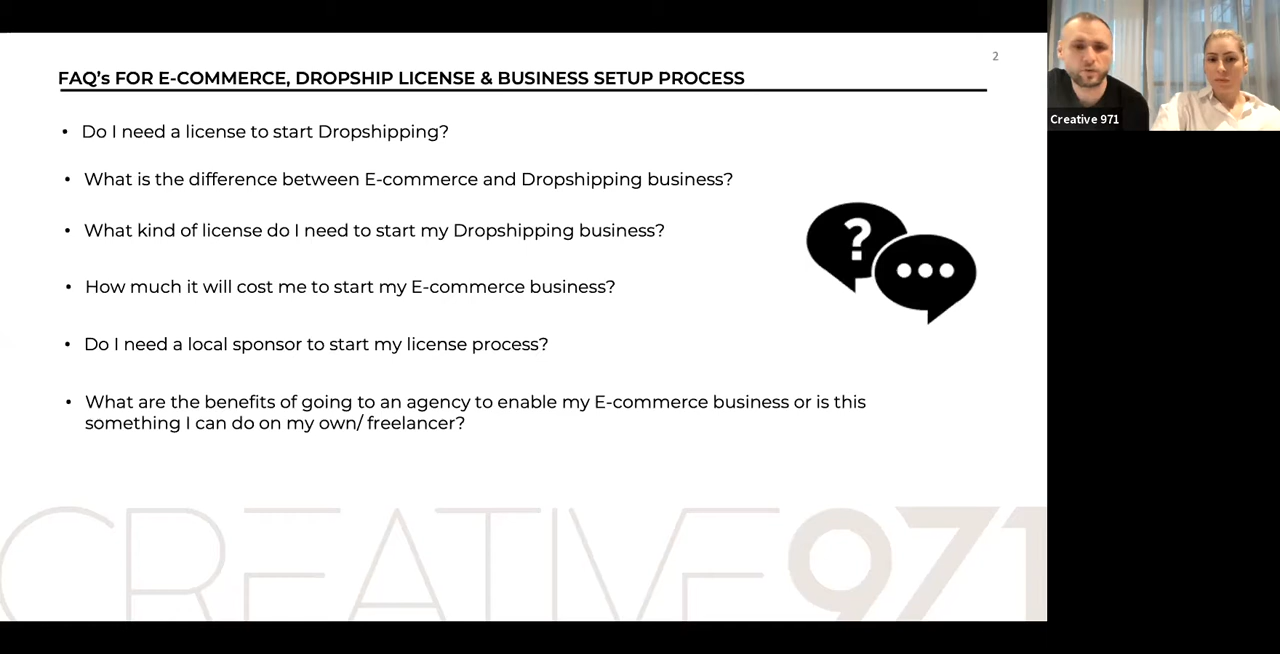 2
FAQ's FOR E-COMMERCE, DROPSHIP LICENSE & BUSINESS SETUP PROCESS
• Do I need a license to start Dropshipping?
• What is the difference between E-commerce and Dropshipping business?
• What kind of license do I need to start my Dropshipping business?
• How much it will cost me to start my E-commerce business?
• Do I need a local sponsor to start my license process?
• What are the benefits of going to an agency to enable my E-commerce business or is this
something I can do on my own/ freelancer?
?
CREATIVE 971
Creative 971